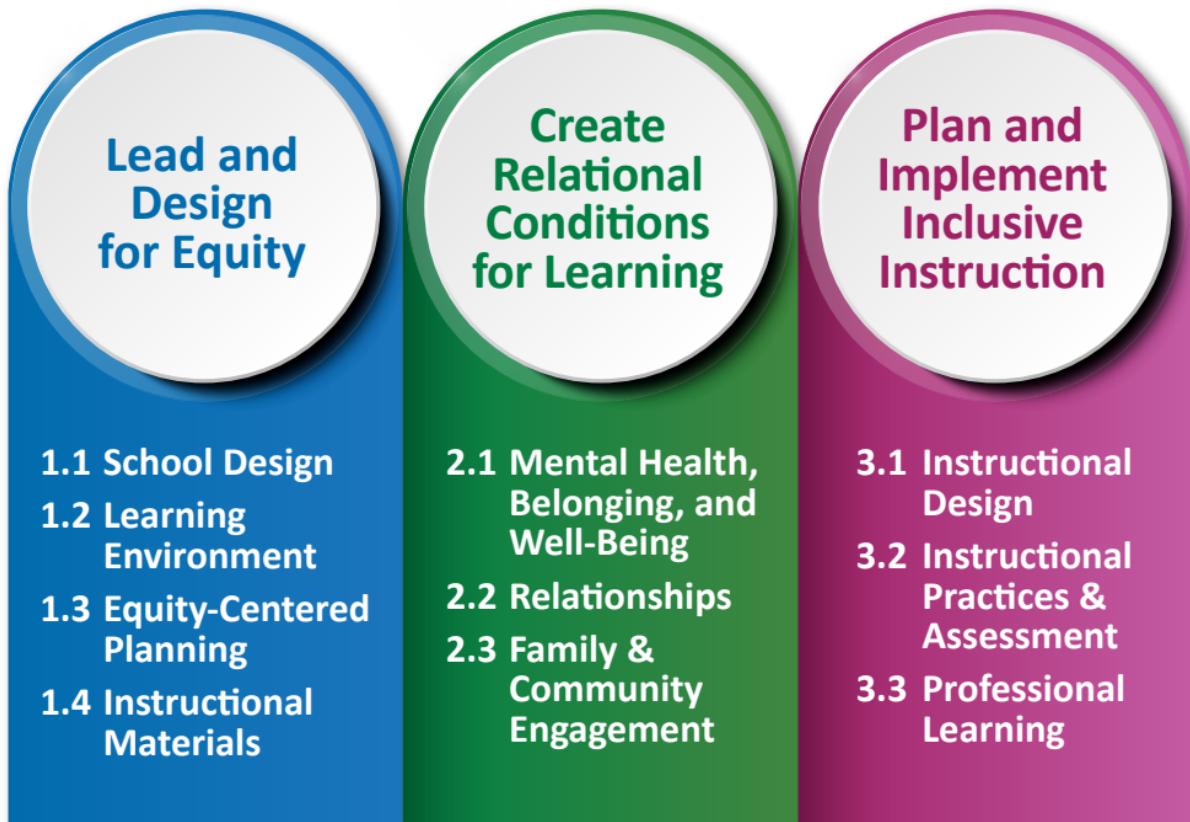 Lead and
Design
for Equity
1.1 School Design
1.2 Learning
Environment
1.3 Equity-Centered
Planning
1.4 Instructional
Materials
Create
Relational
Conditions
for Learning
2.1 Mental Health,
Belonging, and
Well-Being
2.2 Relationships
2.3 Family &
Community
Engagement
Plan and
Implement
Inclusive
Instruction
3.1 Instructional
Design
3.2 Instructional
Practices &
Assessment
3.3 Professional
Learning